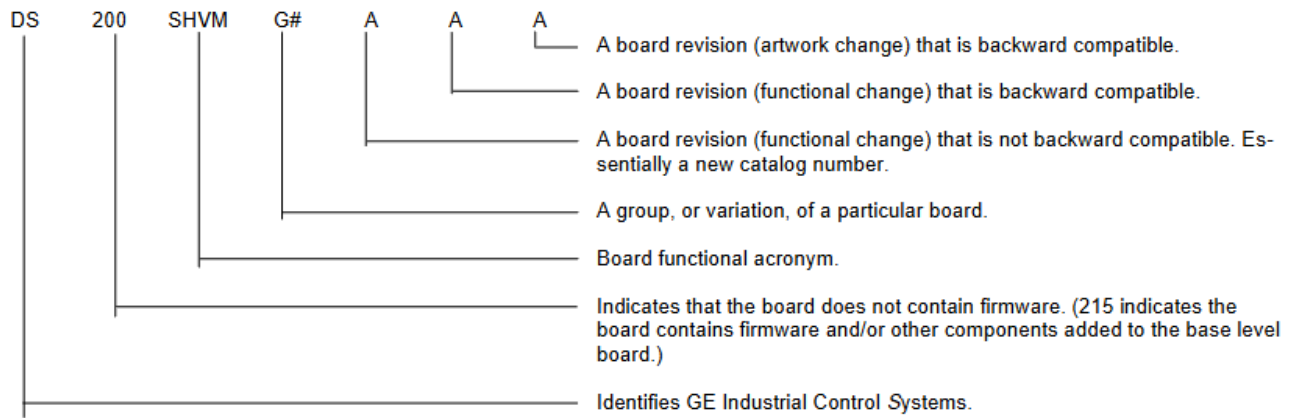 DS 200 SHVM G# A A A
A board revision (artwork change) that is backward compatible.
A board revision (functional change) that is backward compatible.
A board revision (functional change) that is not backward compatible. Es-
sentially a new catalog number.
A group, or variation, of a particular board.
Board functional acronym.
Indicates that the board does not contain firmware. (215 indicates the
board contains firmware and/or other components added to the base level
board.)
Identifies GE Industrial Control Systems.